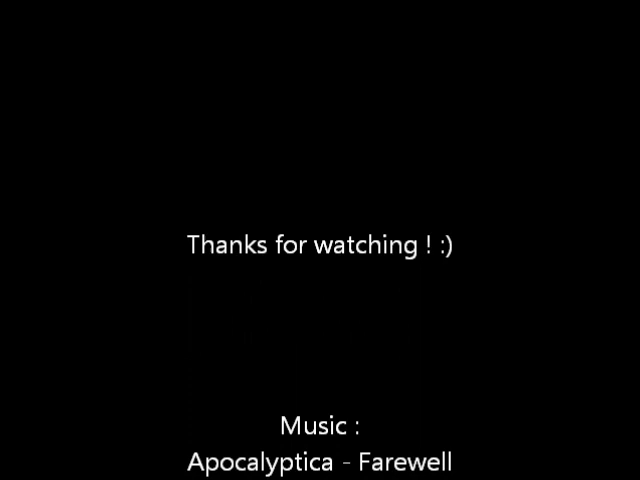 Thanks for watching ! :)
Music :
Apocalyptica - Farewell